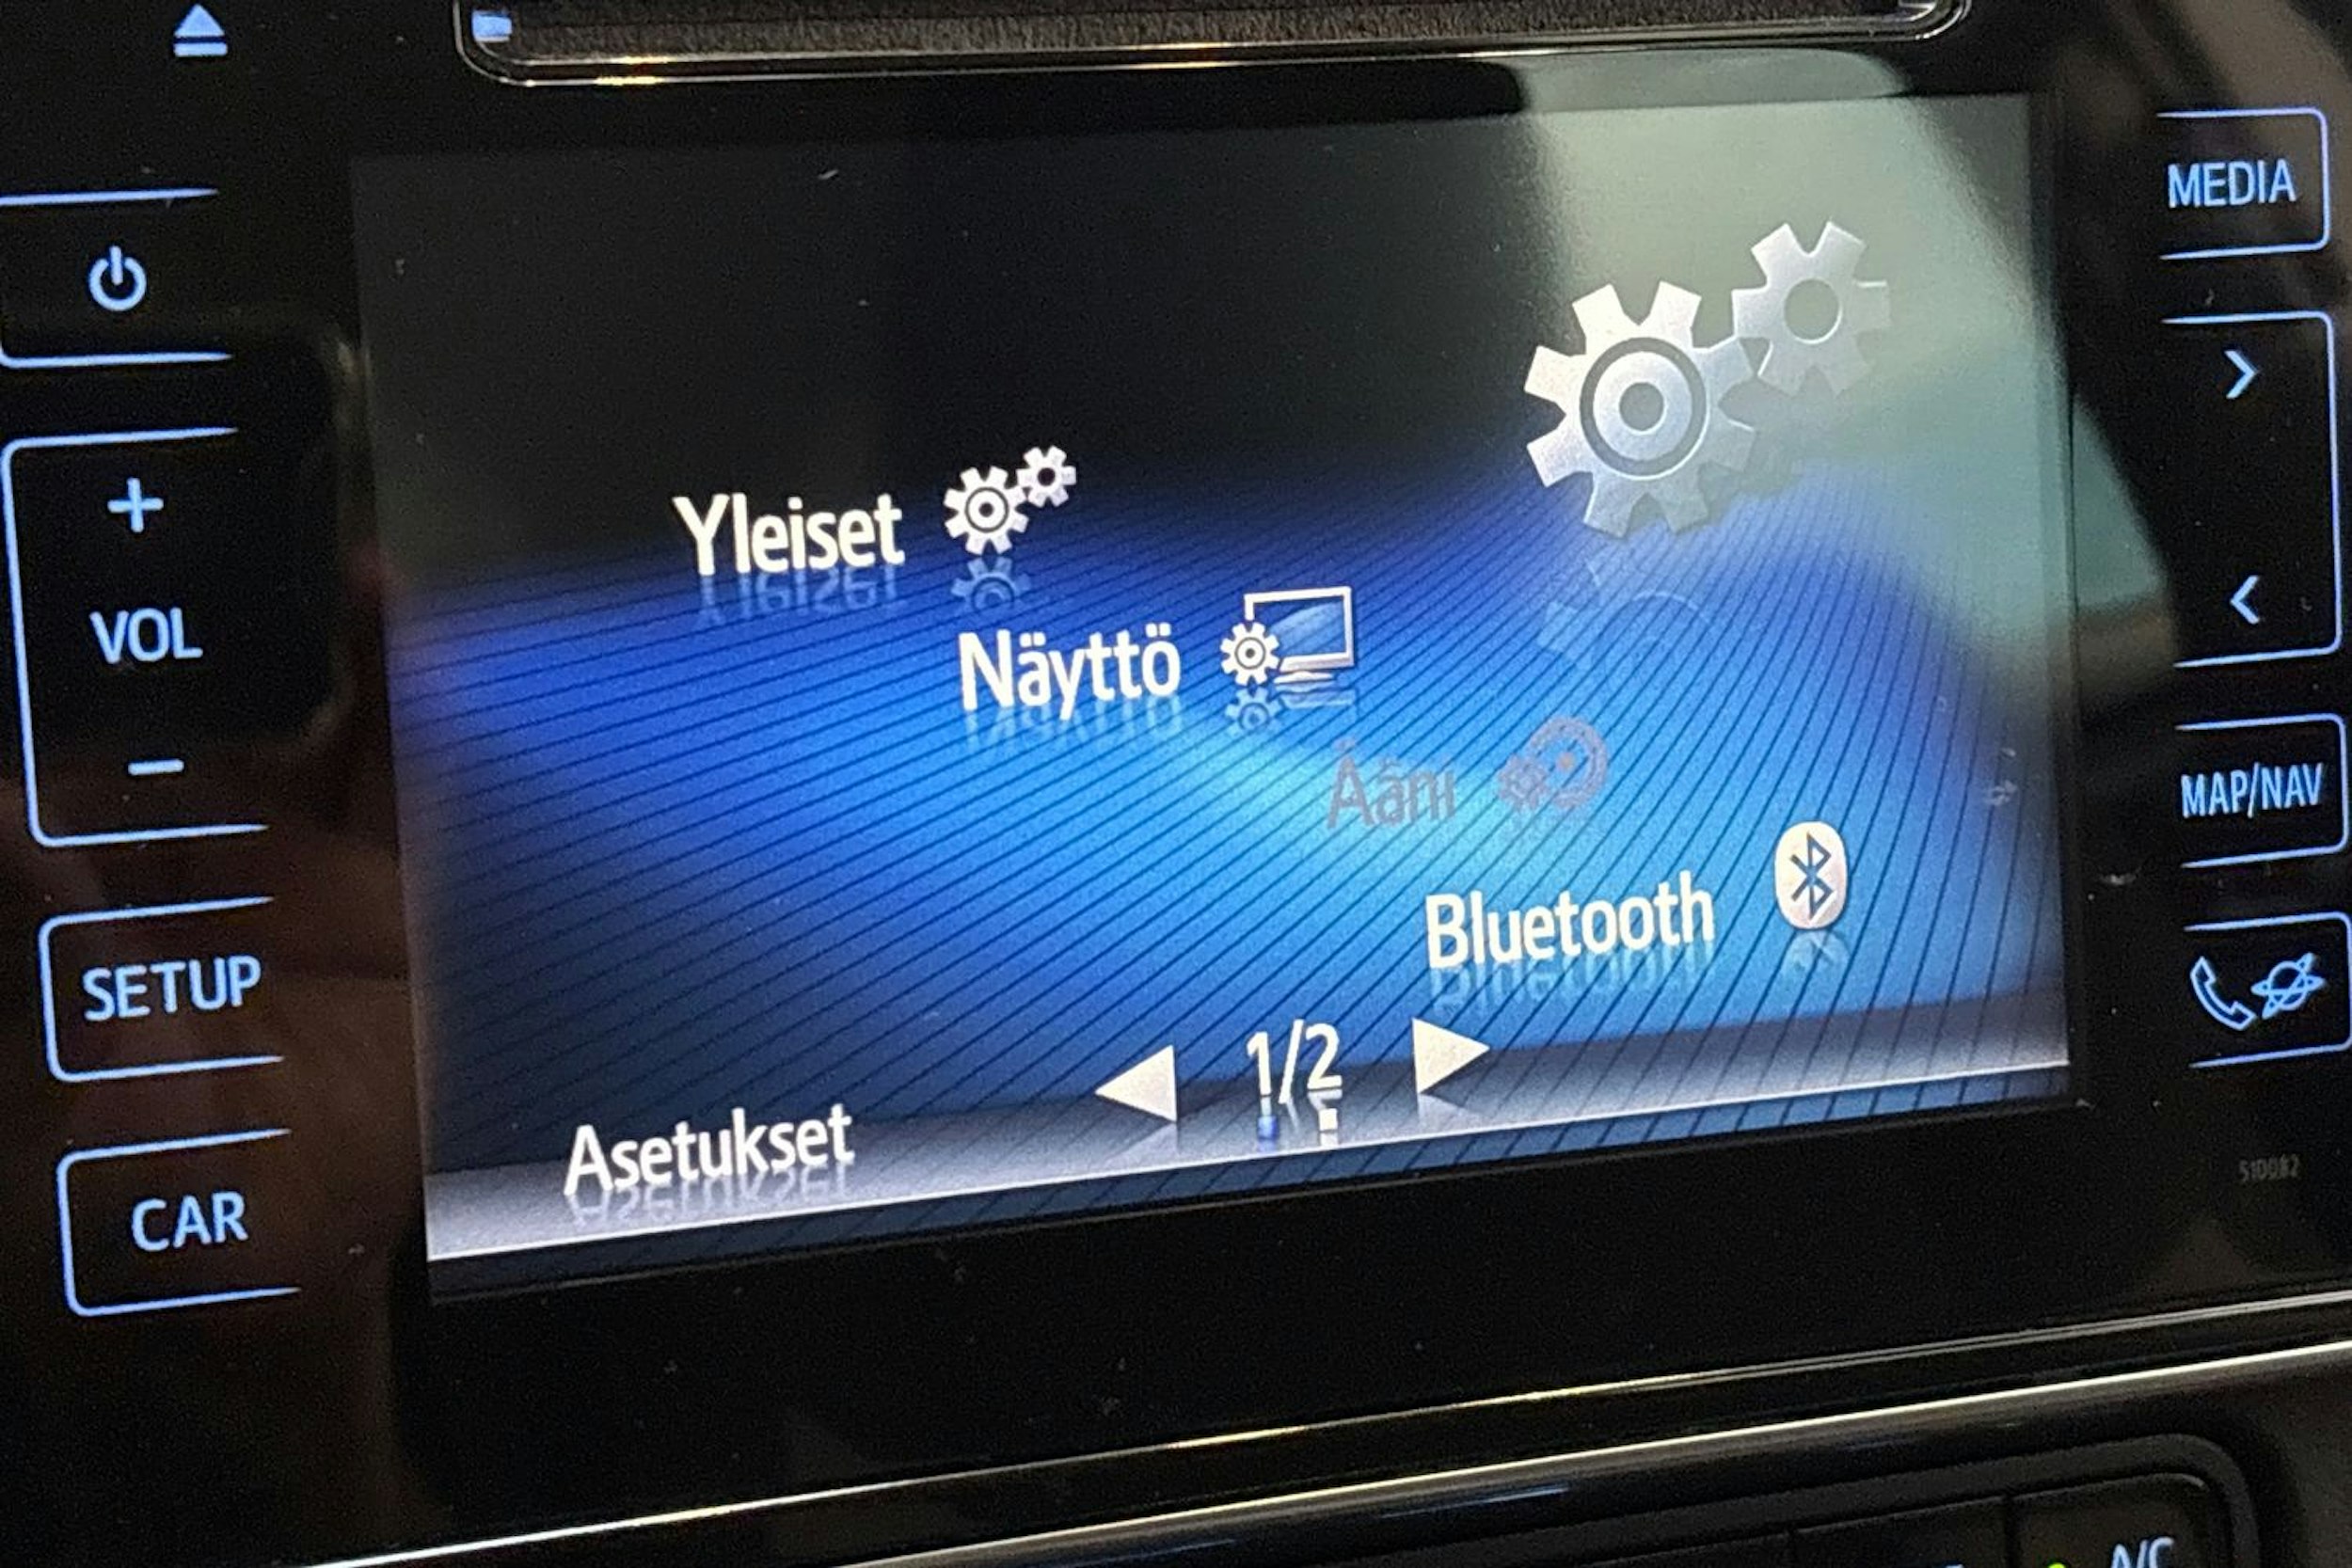 MEDIA
Yleiset
VOL
Näyttö
Ääni
MAP/NAV
Bluetooth
SETUP
1/2
Asetukset
CAR
A/C